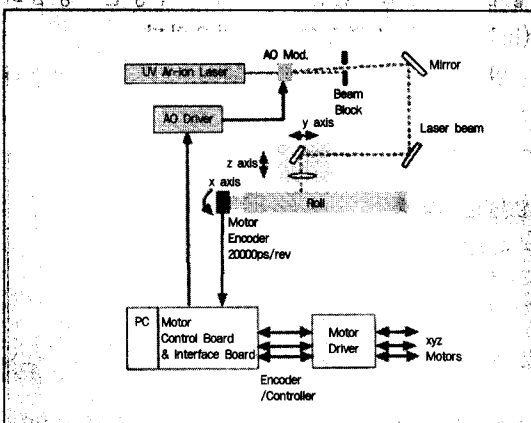 AO Mod.
UV Ar-ion Laser
Mirror
Beam
Block
AO Driver
Laser beam
y axis
z axis
x axis
Roll
Motor
Encoder
20000ps/rev
PC
Motor
Control Board
& Interface Board
Motor
Driver
xyz
Motors
Encoder
/Controller